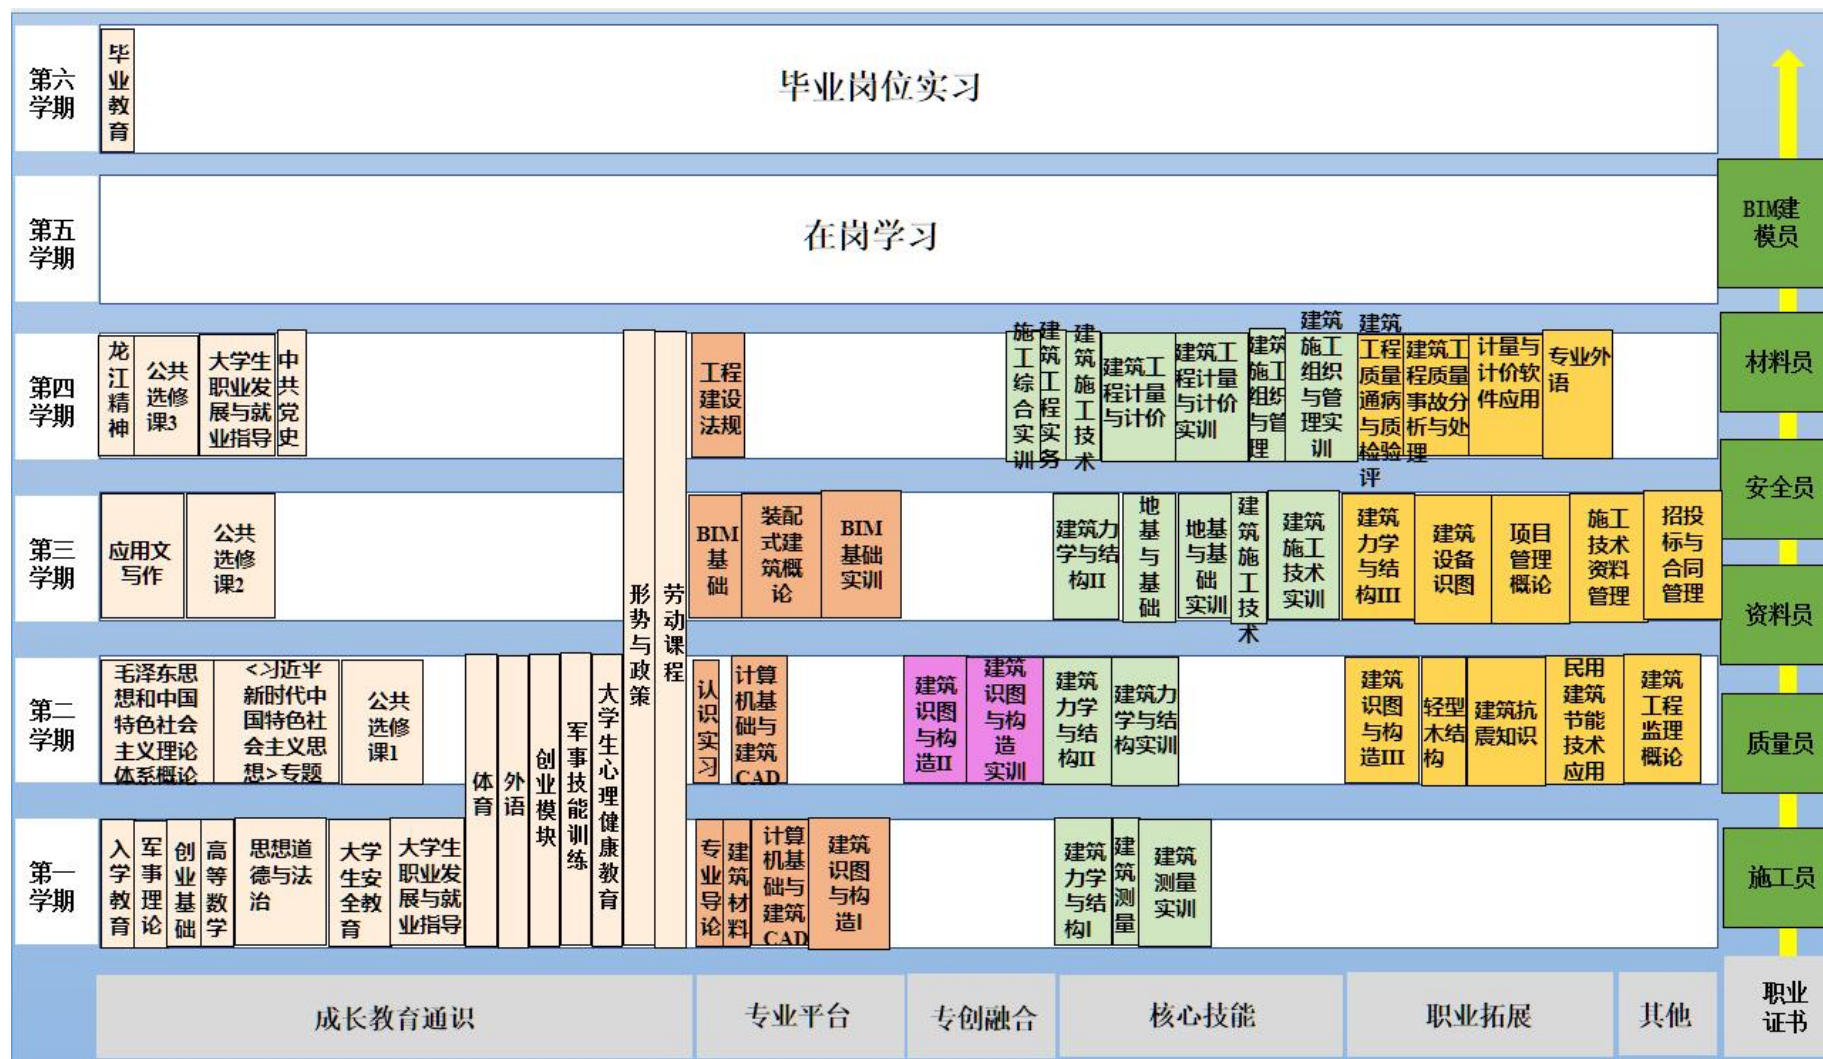 第六
学期
毕
业
教
育
毕业岗位实习
第五
学期
在岗学习
BIM建
模员
第四
学期
龙
江
精
神
公共
选修
课3
大学生
职业发
展与就
业指导
中
共
党
史
工程
建设
法规
施
工
综
合
实
训
建
筑
工
程
实
务
建
筑
施
工
技
术
建筑工
程计量
与计价
建筑工
程计量
与计价
实训
建筑
施工
组织
与管
理
建筑
施工
组织
与管
理实
训
建筑
工程
质量
通病
与质
检验
评
建筑工
程质量
事故分
析与处
理
计量与
计价软
件应用
专业外
语
材料员
第三
学期
应用文
写作
公共
选修
课2
形
势
与
政
策
劳
动
课
程
BIM
基
础
装配
式建
筑概
论
BIM
基础
实训
建筑力
学与结
构II
地
基
与
基
础
地基
与基
础
实训
建
筑
施
工
技
术
建筑
施工
技术
实训
建筑
力学
与结
构III
建筑
设备
识图
项目
管理
概论
施工
技术
资料
管理
招投
标与
合同
管理
安全员
资料员
第二
学期
毛泽东思
想和中国
特色社会
主义理论
体系概论
<习近平
新时代中
国特色社
会主义思
想>专题
公共
选修
课1
体
育
外
语
创
业
模
块
军
事
技
能
训
练
大
学
生
心
理
健
康
教
育
认
识
实
习
计算
机基
础与
建筑
CAD
建筑
识图
与构
造II
建筑
识图
与构
造
实训
建筑
力学
与结
构II
建筑力
学与结
构实训
建筑
识图
与构
造III
轻型
木结
构
建筑抗
震知识
民用
建筑
节能
技术
应用
建筑
工程
监理
概论
质量员
第一
学期
入
学
教
育
军
事
理
论
创
业
基
础
高
等
数
学
思想道
德与法
治
大学
生安
全教
育
大学生
职业发
展与就
业指导
专
业
导
论
建
筑
材
料
计算
机基
础与
建筑
CAD
建筑
识图
与构
造I
建筑
力学
与结
构I
建
筑
测
量
建筑
测量
实训
施工员
成长教育通识
专业平台
专创融合
核心技能
职业拓展
其他
职业
证书